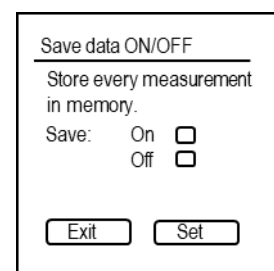 Save data ON/OFF
Store every measurement
in memory.
Save: On
Off
Exit Set